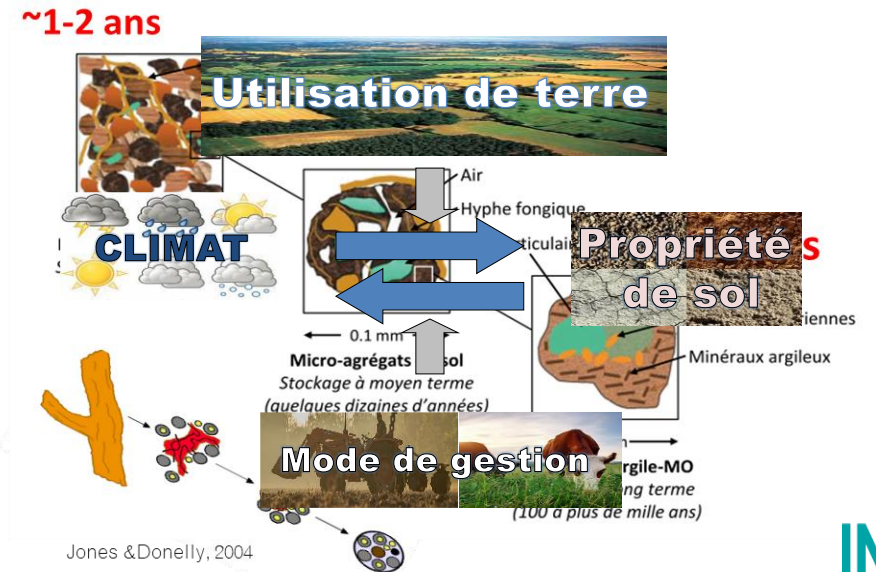 ~1-2 ans
Utilisation de terre
Air
Hyphe fongique
CLIMAT
Propriété
de sol
0.1 mm
Micro-agrégats
Stockage à moyen terme
(quelques dizaines d'années)
Minéraux argileux
Mode de gestion
terme
(100 à plus de mille ans)
Jones &Donelly, 2004